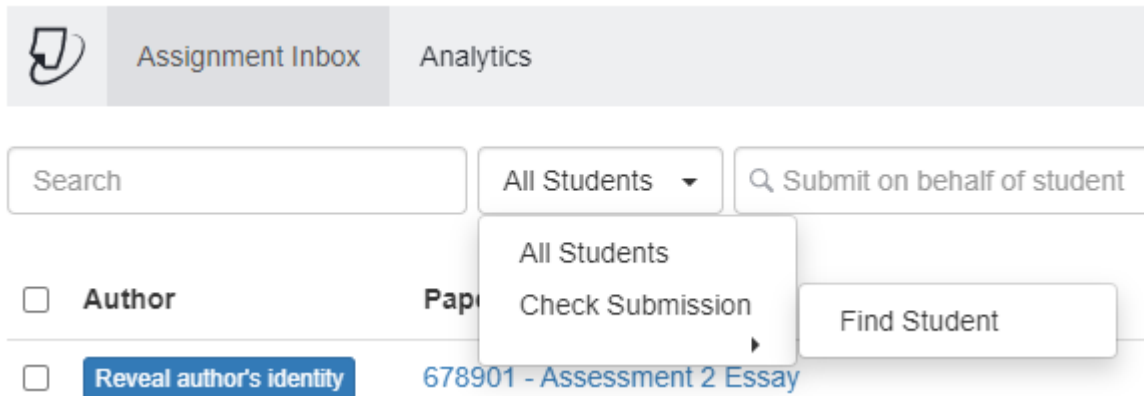 Assignment Inbox
Analytics
Search
All Students
Submit on behalf of student
All Students
Check Submission
Find Student
Author
Reveal author's identity
678901 - Assessment 2 Essay